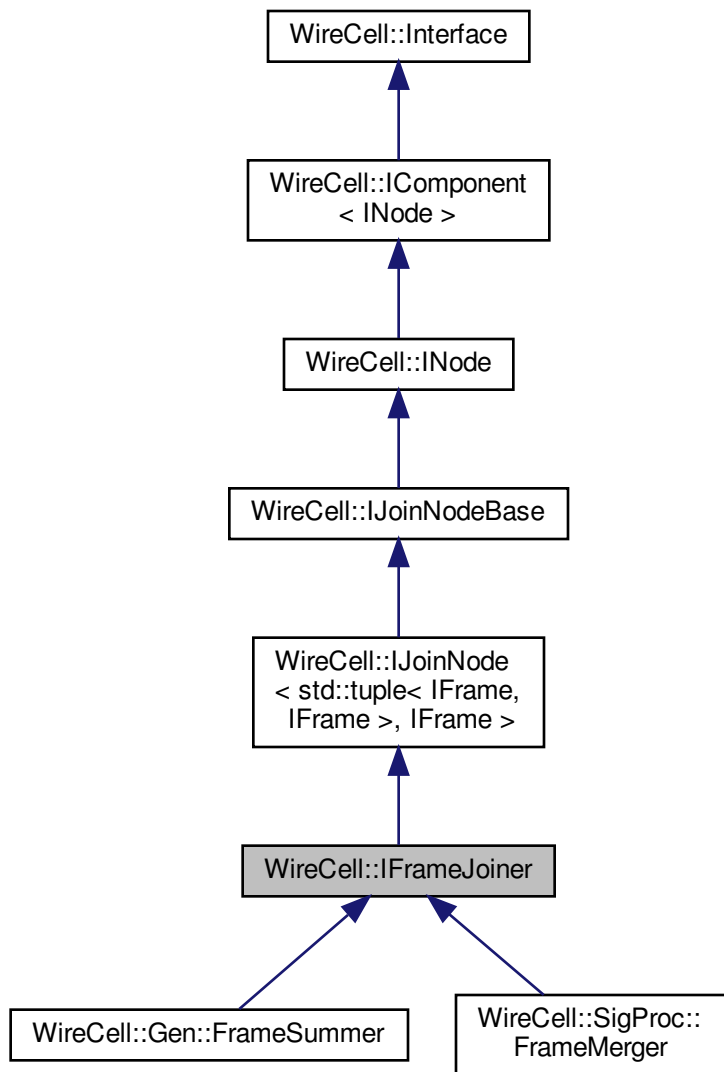 WireCell::Interface
WireCell::IComponent
< INode >
WireCell::INode
WireCell::IJoinNodeBase
WireCell::IJoinNode
< std::tuple< IFrame,
IFrame >, IFrame >
WireCell::IFrameJoiner
WireCell::Gen::FrameSummer
WireCell::SigProc::
FrameMerger